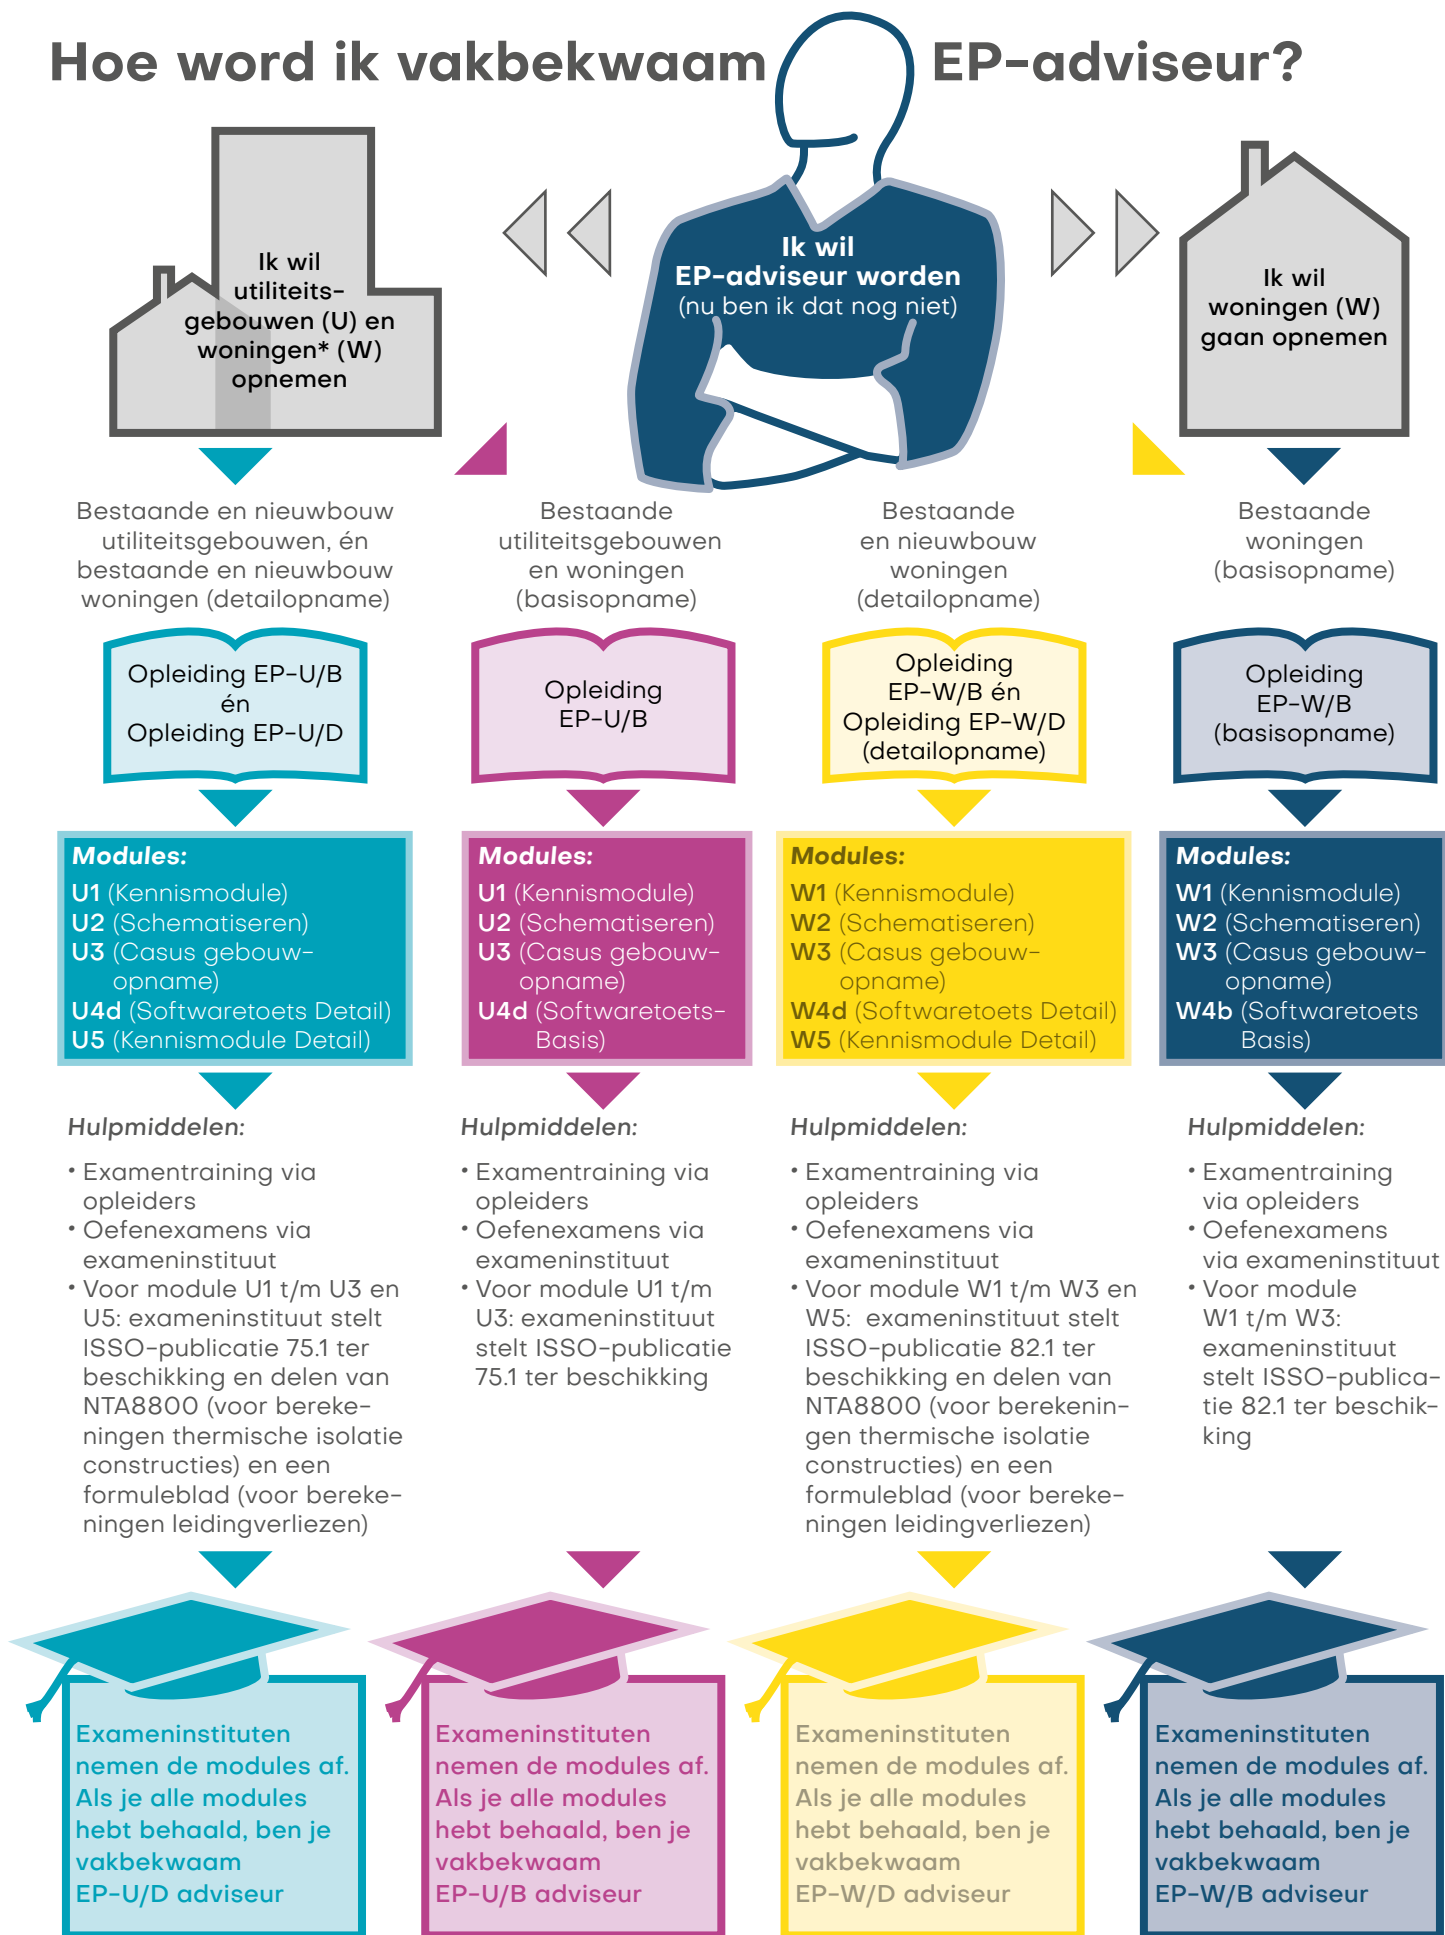 Hoe word ik vakbekwaam EP-adviseur?
Ik wil
utiliteits-
gebouwen (U) en
woningen* (W)
opnemen
Ik wil
EP-adviseur worden
(nu ben ik dat nog niet)
Ik wil
woningen (W)
gaan opnemen
Bestaande en nieuwbouw
utiliteitsgebouwen, én
bestaande en nieuwbouw
woningen (detailopname)
Opleiding EP-U/B
én
Opleiding EP-U/D
Modules:
U1 (Kennismodule)
U2 (Schematiseren)
U3 (Casus gebouw-
opname)
U4d (Softwaretoets Detail)
U5 (Kennismodule Detail)
Hulpmiddelen:
• Examentraining via
opleiders
• Oefenexamens via
exameninstituut
• Voor module U1 t/m U3 en
U5: exameninstituut stelt
ISSO-publicatie 75.1 ter
beschikking en delen van
NTA8800 (voor bereke-
ningen thermische isolatie
constructies) en een
formuleblad (voor bereke-
ningen leidingverliezen)
Exameninstituten
nemen de modules af.
Als je alle modules
hebt behaald, ben je
vakbekwaam
EP-U/D adviseur
Bestaande
utiliteitsgebouwen
en woningen
(basisopname)
Opleiding
EP-U/B
Modules:
U1 (Kennismodule)
U2 (Schematiseren)
U3 (Casus gebouw-
opname)
U4d (Softwaretoets-
Basis)
Hulpmiddelen:
• Examentraining via
opleiders
• Oefenexamens via
exameninstituut
• Voor module U1 t/m
U3: exameninstituut
stelt ISSO-publicatie
75.1 ter beschikking
Exameninstituten
nemen de modules af.
Als je alle modules
hebt behaald, ben je
vakbekwaam
EP-U/B adviseur
Bestaande
en nieuwbouw
woningen
(detailopname)
Opleiding
EP-W/B én
Opleiding EP-W/D
(detailopname)
Modules:
W1 (Kennismodule)
W2 (Schematiseren)
W3 (Casus gebouw-
opname)
W4d (Softwaretoets Detail)
W5 (Kennismodule Detail)
Hulpmiddelen:
• Examentraining via
opleiders
• Oefenexamens via
exameninstituut
• Voor module W1 t/m W3 en
W5: exameninstituut stelt
ISSO-publicatie 82.1 ter
beschikking en delen van
NTA8800 (voor berekenin-
gen thermische isolatie
constructies) en een
formuleblad (voor bereke-
ningen leidingverliezen)
Exameninstituten
nemen de modules af.
Als je alle modules
hebt behaald, ben je
vakbekwaam
EP-W/D adviseur
Bestaande
woningen
(basisopname)
Opleiding
EP-W/B
(basisopname)
Modules:
W1 (Kennismodule)
W2 (Schematiseren)
W3 (Casus gebouw-
opname)
W4b (Softwaretoets
Basis)
Hulpmiddelen:
• Examentraining
via opleiders
• Oefenexamens
via exameninstituut
• Voor module
W1 t/m W3:
exameninstituut
stelt ISSO-publica-
tie 82.1 ter beschik-
king
Exameninstituten
nemen de modules af.
Als je alle modules
hebt behaald, ben je
vakbekwaam
EP-W/B adviseur